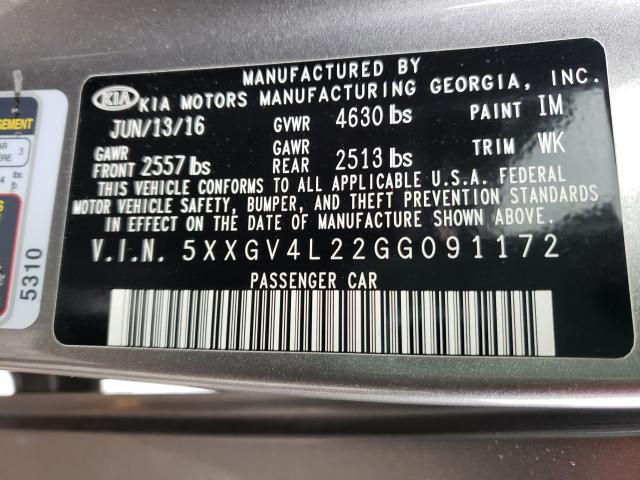 MANUFACTURED BY
KIA KIA MOTORS MANUFACTURING GEORGIA, INC.
JUN/13/16 GVWR 4630 lbs PAINT IM
GAWR FRONT 2557 lbs GAWR REAR 2513 lbs TRIM WK
THIS VEHICLE CONFORMS TO ALL APPLICABLE U.S.A. FEDERAL
MOTOR VEHICLE SAFETY, BUMPER, AND THEFT PREVENTION STANDARDS
IN EFFECT ON THE DATE OF MANUFACTURE SHOWN ABOVE.
V.I.N. 5XXGV4L22GG091172
PASSENGER CAR
5310